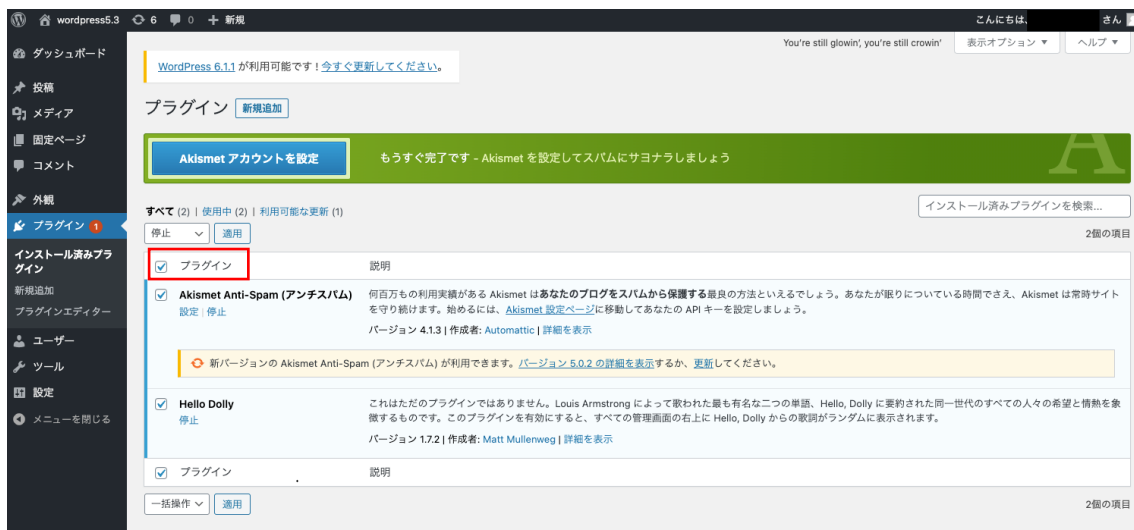 wordpress5.3 6 0 新規 こんにちは、 さん
ダッシュボード
投稿
メディア
固定ページ
コメント
外観
プラグイン 1
インストール済みプラ
グイン
新規追加
プラグインエディター
ユーザー
ツール
設定
メニューを閉じる
You're still glowin', you're still crowin' 表示オプション ヘルプ
WordPress 6.1.1 が利用可能です ! 今すぐ更新してください。
プラグイン 新規追加
Akismet アカウントを設定 もうすぐ完了です - Akismet を設定してスパムにサヨナラしましょう A
すべて (2) | 使用中 (2) | 利用可能な更新 (1) インストール済みプラグインを検索...
停止 適用 2個の項目
プラグイン 説明
Akismet Anti-Spam (アンチスパム) 何百万もの利用実績がある Akismet はあなたのブログをスパムから保護する最良の方法といえるでしょう。あなたが眠りについている時間でさえ、Akismet は常時サイト
設定 | 停止 を守り続けます。始めるには、Akismet 設定ページに移動してあなたの API キーを設定しましょう。
バージョン 4.1.3 | 作成者: Automattic | 詳細を表示
新バージョンの Akismet Anti-Spam (アンチスパム) が利用できます。バージョン 5.0.2 の詳細を表示するか、更新してください。
Hello Dolly これはただのプラグインではありません。Louis Armstrong によって歌われた最も有名な二つの単語、Hello, Dolly に要約された同一世代のすべての人々の希望と情熱を象
停止 徴するものです。このプラグインを有効にすると、すべての管理画面の右上に Hello, Dolly からの歌詞がランダムに表示されます。
バージョン 1.7.2 | 作成者: Matt Mullenweg | 詳細を表示
プラグイン 説明
一括操作 適用 2個の項目